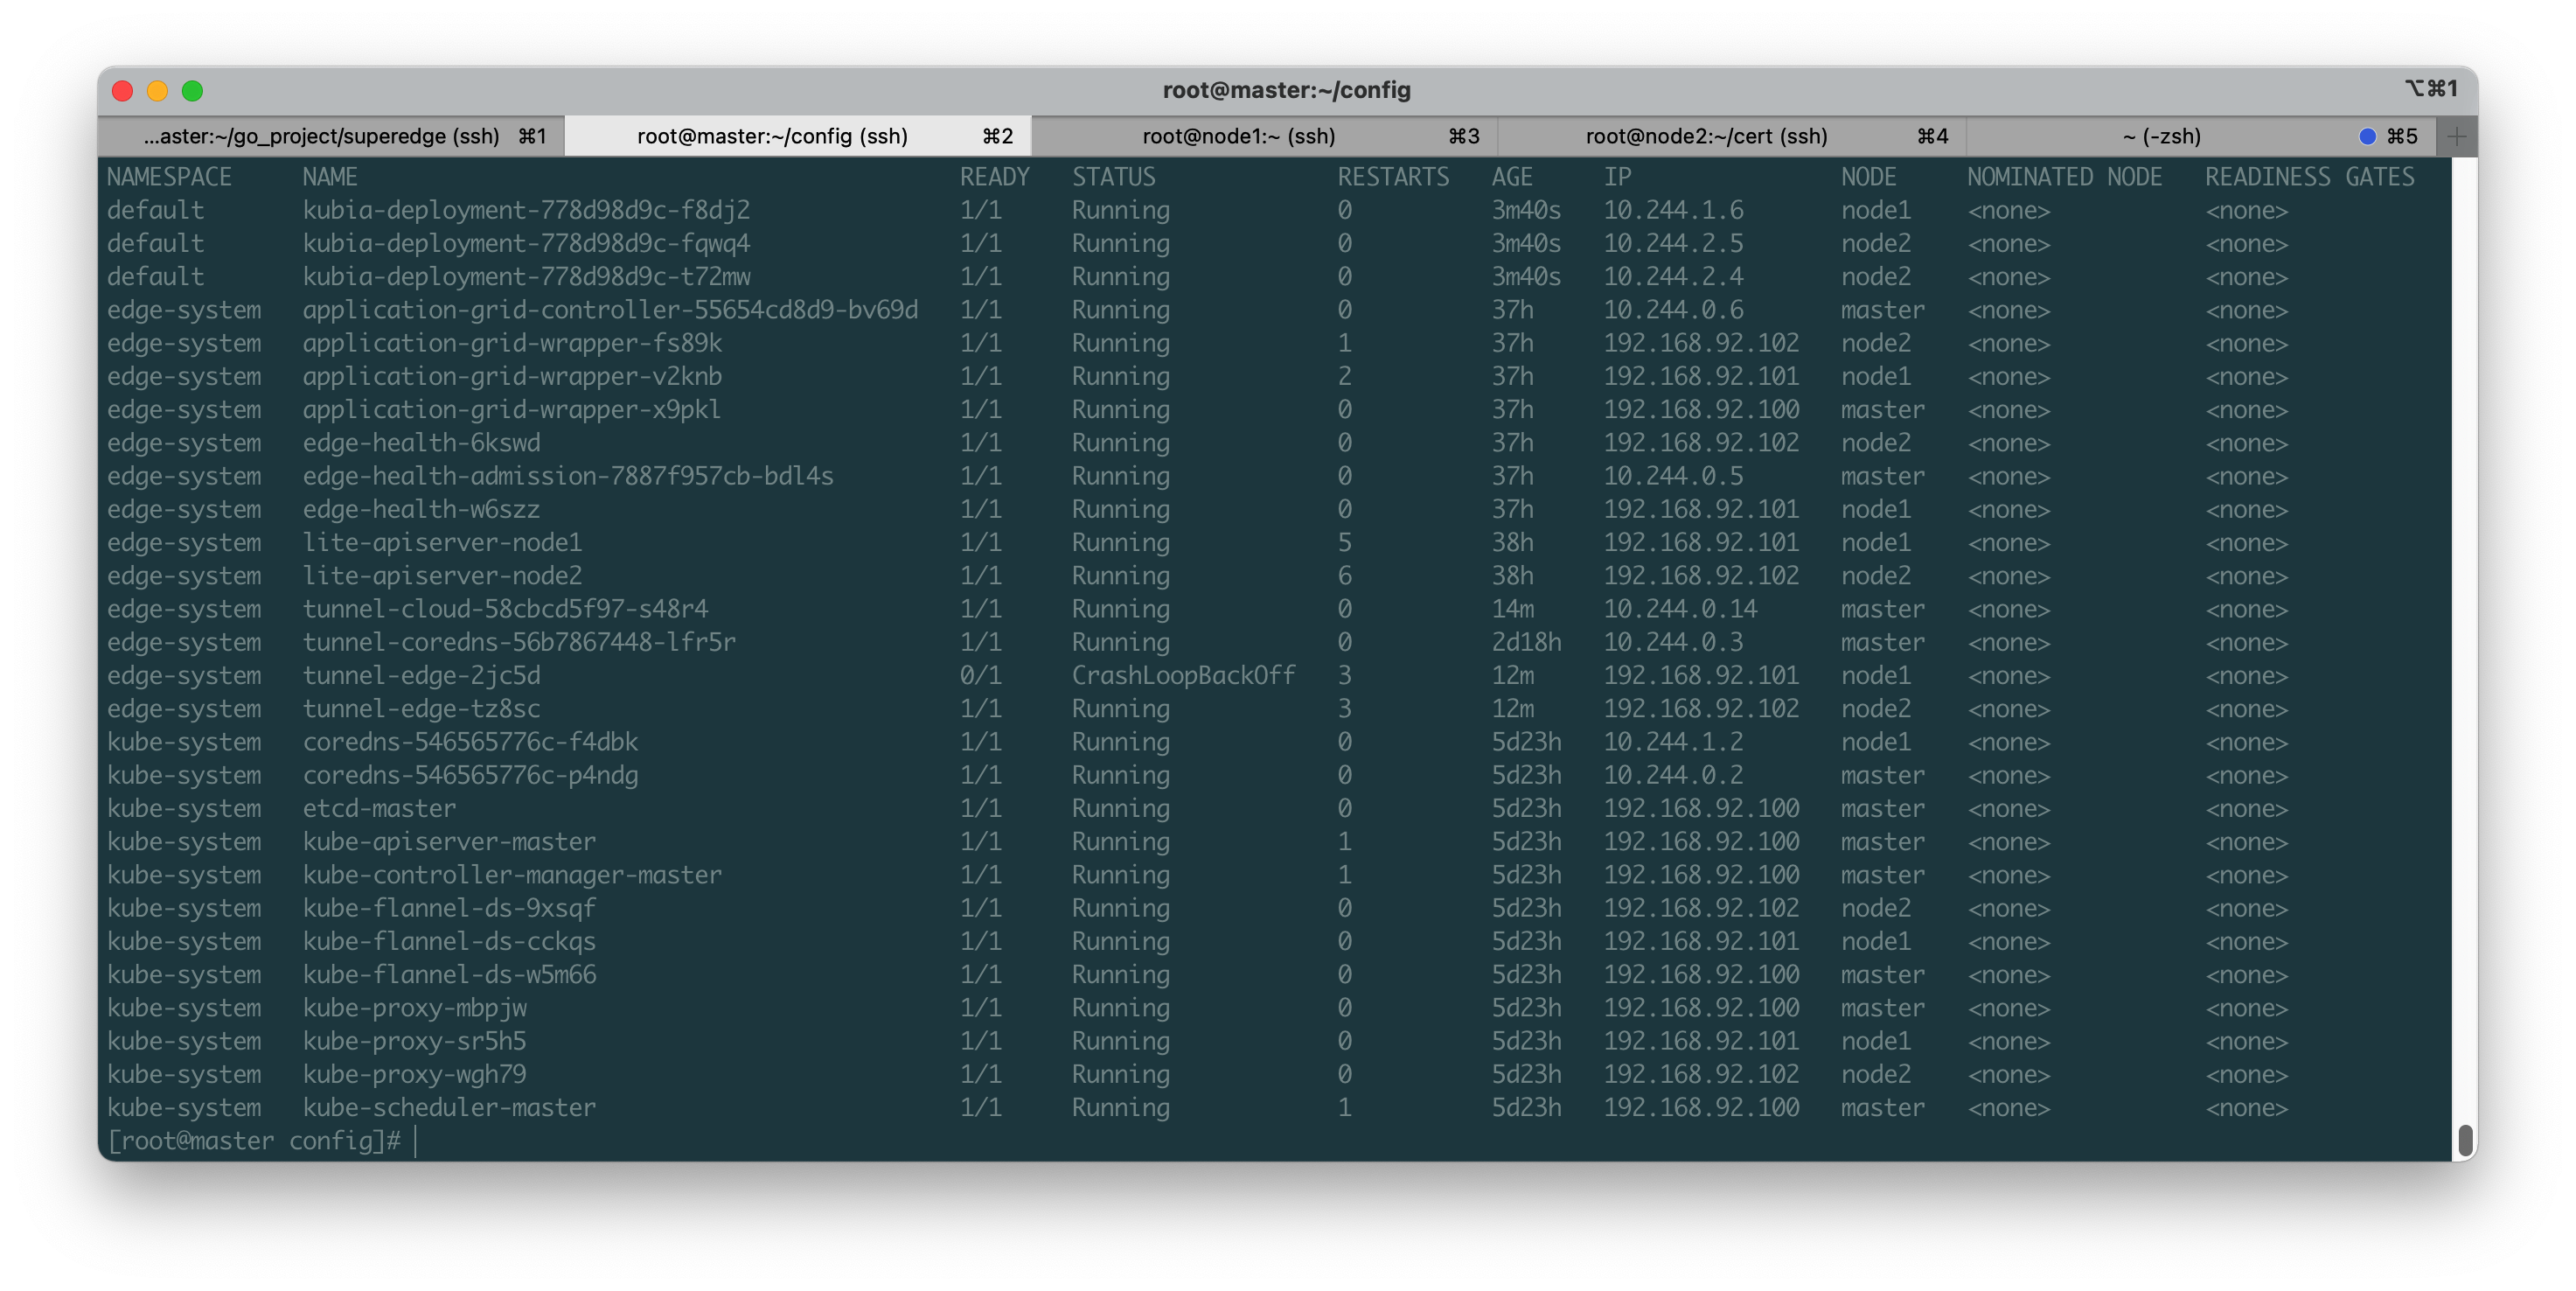 root@master:~/config ⌥⌘1
...aster:~/go_project/superedge (ssh) ⌘1 root@master:~/config (ssh) ⌘2 root@node1:~ (ssh) ⌘3 root@node2:~/cert (ssh) ⌘4 ~ (-zsh) ⌘5 +
NAMESPACE NAME READY STATUS RESTARTS AGE IP NODE NOMINATED NODE READINESS GATES
default kubia-deployment-778d98d9c-f8dj2 1/1 Running 0 3m40s 10.244.1.6 node1 <none> <none>
default kubia-deployment-778d98d9c-fqwq4 1/1 Running 0 3m40s 10.244.2.5 node2 <none> <none>
default kubia-deployment-778d98d9c-t72mw 1/1 Running 0 3m40s 10.244.2.4 node2 <none> <none>
edge-system application-grid-controller-55654cd8d9-bv69d 1/1 Running 0 37h 10.244.0.6 master <none> <none>
edge-system application-grid-wrapper-fs89k 1/1 Running 1 37h 192.168.92.102 node2 <none> <none>
edge-system application-grid-wrapper-v2knb 1/1 Running 2 37h 192.168.92.101 node1 <none> <none>
edge-system application-grid-wrapper-x9pkl 1/1 Running 0 37h 192.168.92.100 master <none> <none>
edge-system edge-health-6kswd 1/1 Running 0 37h 192.168.92.102 node2 <none> <none>
edge-system edge-health-admission-7887f957cb-bdl4s 1/1 Running 0 37h 10.244.0.5 master <none> <none>
edge-system edge-health-w6szz 1/1 Running 0 37h 192.168.92.101 node1 <none> <none>
edge-system lite-apiserver-node1 1/1 Running 5 38h 192.168.92.101 node1 <none> <none>
edge-system lite-apiserver-node2 1/1 Running 6 38h 192.168.92.102 node2 <none> <none>
edge-system tunnel-cloud-58cbcd5f97-s48r4 1/1 Running 0 14m 10.244.0.14 master <none> <none>
edge-system tunnel-coredns-56b7867448-lfr5r 1/1 Running 0 2d18h 10.244.0.3 master <none> <none>
edge-system tunnel-edge-2jc5d 0/1 CrashLoopBackOff 3 12m 192.168.92.101 node1 <none> <none>
edge-system tunnel-edge-tz8sc 1/1 Running 3 12m 192.168.92.102 node2 <none> <none>
kube-system coredns-546565776c-f4dbk 1/1 Running 0 5d23h 10.244.1.2 node1 <none> <none>
kube-system coredns-546565776c-p4ndg 1/1 Running 0 5d23h 10.244.0.2 master <none> <none>
kube-system etcd-master 1/1 Running 0 5d23h 192.168.92.100 master <none> <none>
kube-system kube-apiserver-master 1/1 Running 1 5d23h 192.168.92.100 master <none> <none>
kube-system kube-controller-manager-master 1/1 Running 1 5d23h 192.168.92.100 master <none> <none>
kube-system kube-flannel-ds-9xsqf 1/1 Running 0 5d23h 192.168.92.102 node2 <none> <none>
kube-system kube-flannel-ds-cckqs 1/1 Running 0 5d23h 192.168.92.101 node1 <none> <none>
kube-system kube-flannel-ds-w5m66 1/1 Running 0 5d23h 192.168.92.100 master <none> <none>
kube-system kube-proxy-mbpjw 1/1 Running 0 5d23h 192.168.92.100 master <none> <none>
kube-system kube-proxy-sr5h5 1/1 Running 0 5d23h 192.168.92.101 node1 <none> <none>
kube-system kube-proxy-wgh79 1/1 Running 0 5d23h 192.168.92.102 node2 <none> <none>
kube-system kube-scheduler-master 1/1 Running 1 5d23h 192.168.92.100 master <none> <none>
[root@master config]#